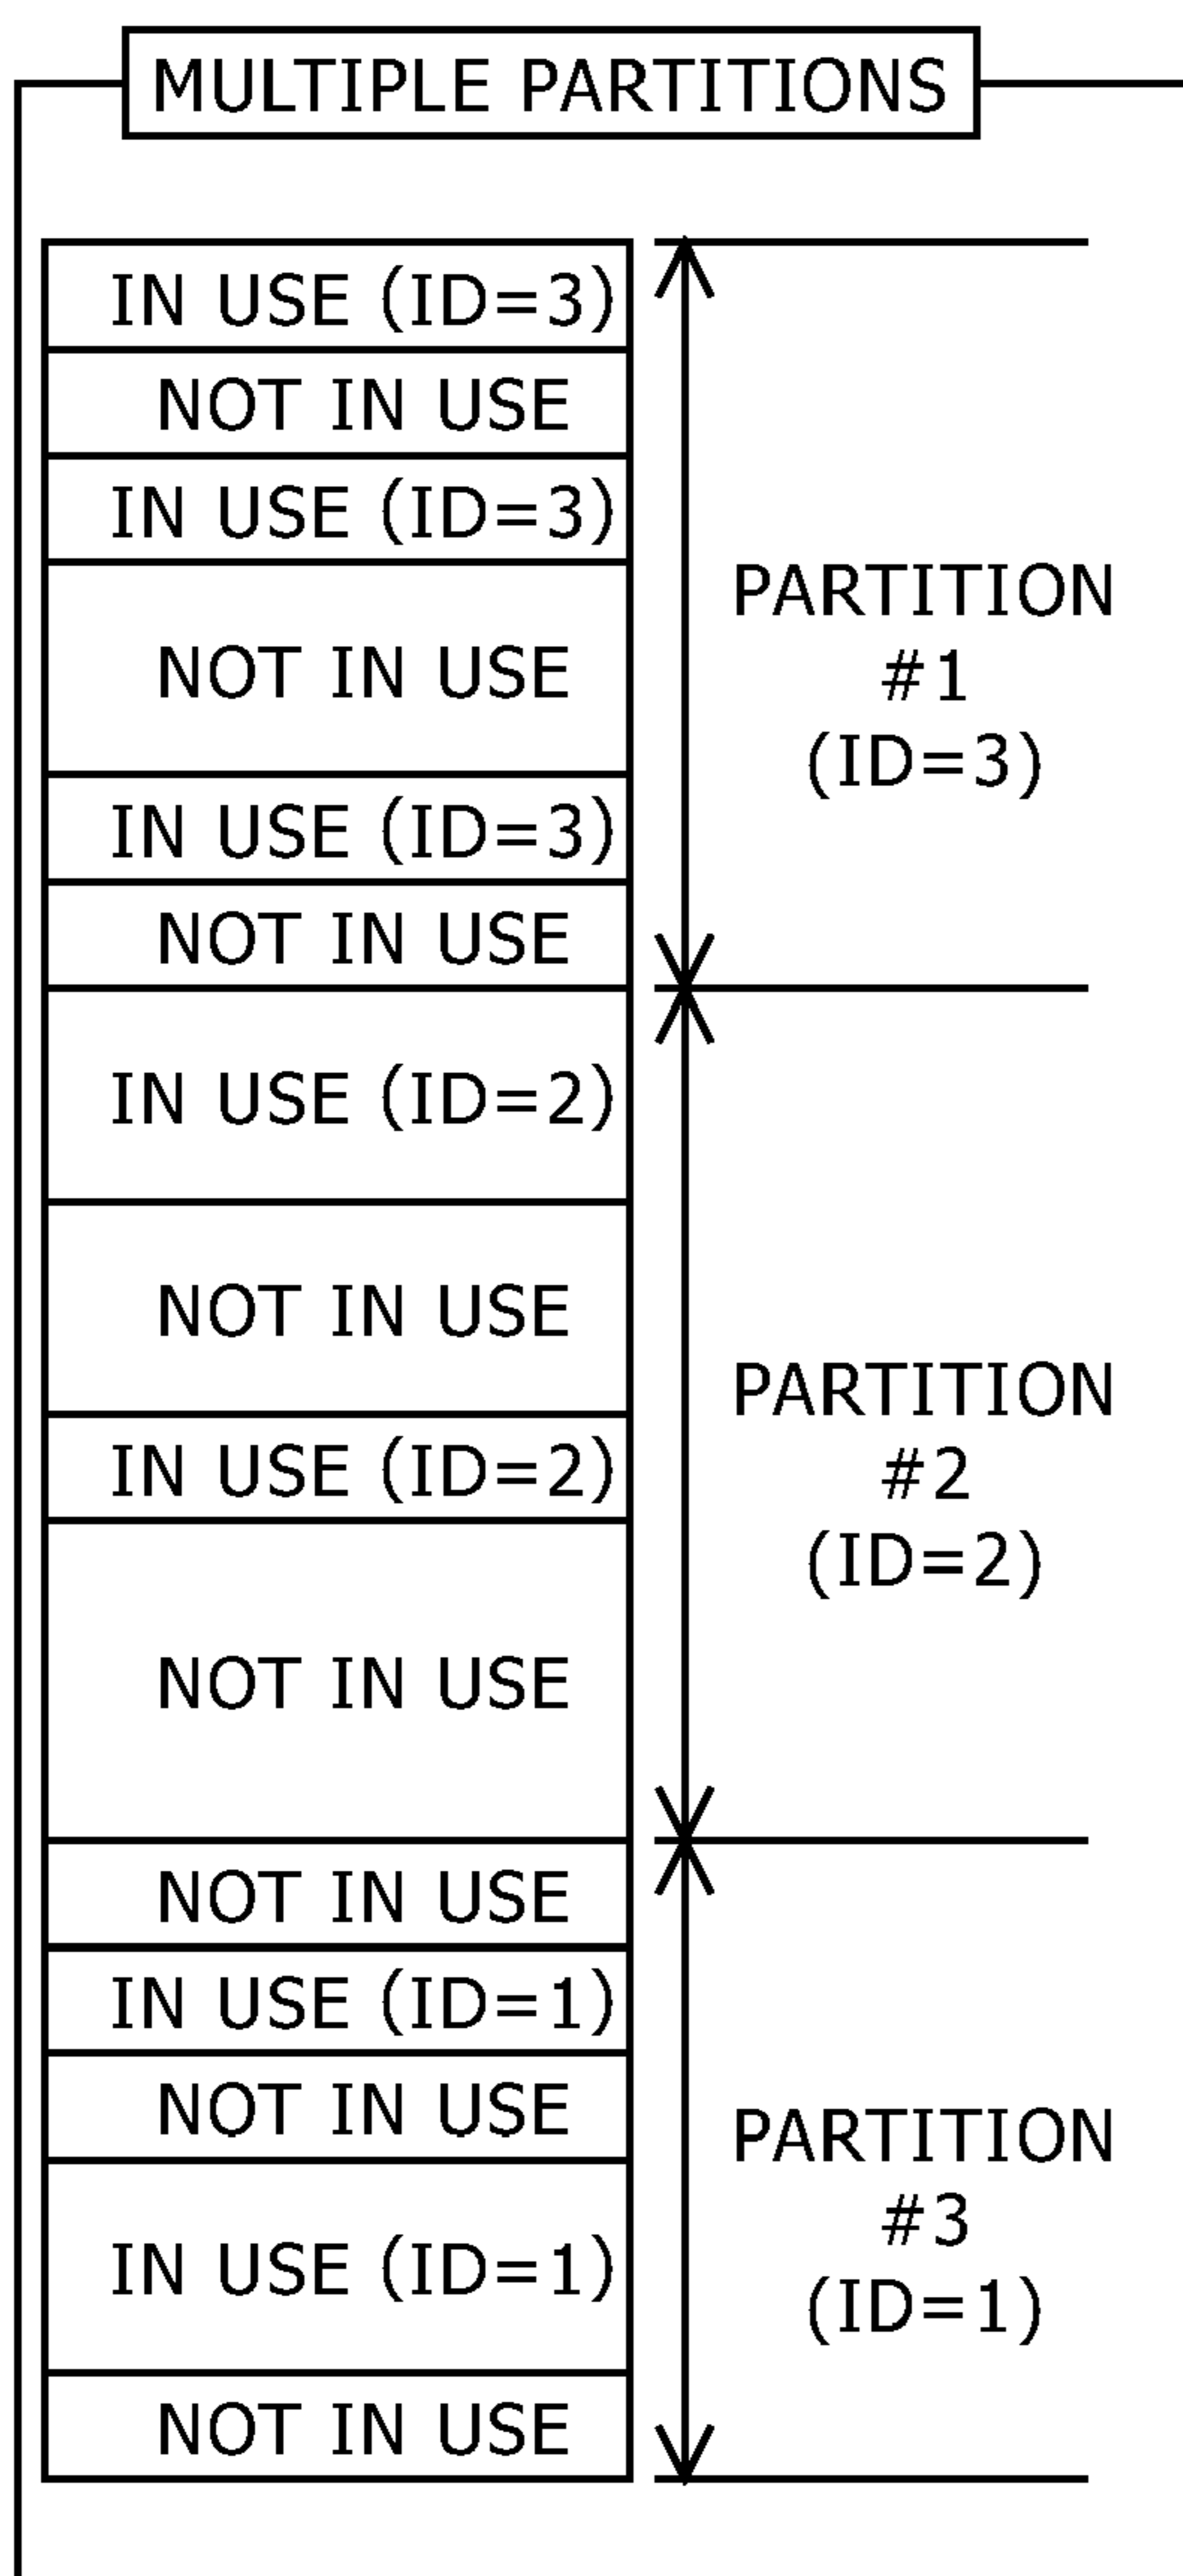 MULTIPLE PARTITIONS
IN USE (ID=3)
NOT IN USE
IN USE (ID=3)
NOT IN USE
IN USE (ID=3)
NOT IN USE
PARTITION
#1
(ID=3)
IN USE (ID=2)
NOT IN USE
IN USE (ID=2)
NOT IN USE
PARTITION
#2
(ID=2)
NOT IN USE
IN USE (ID=1)
NOT IN USE
IN USE (ID=1)
NOT IN USE
PARTITION
#3
(ID=1)